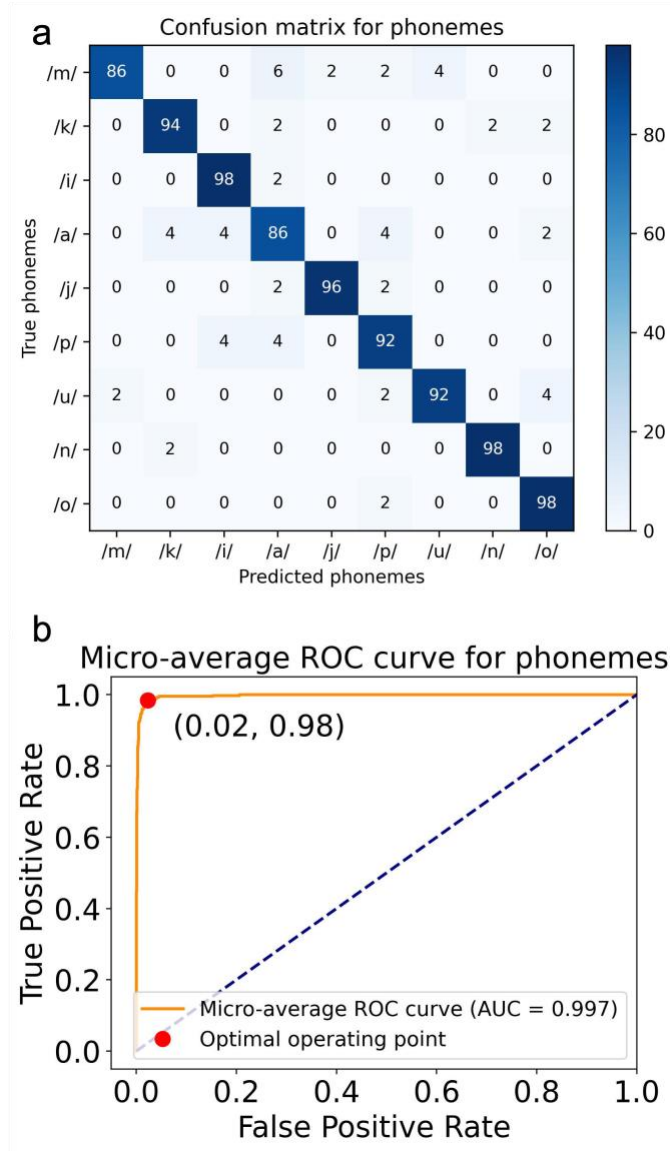 a
Confusion matrix for phonemes
/m/ 86 0 0 6 2 2 4 0 0
/k/ 0 94 0 2 0 0 0 2 2
/i/ 0 0 98 2 0 0 0 0 0
/a/ 0 4 4 86 0 4 0 0 2
/j/ 0 0 0 2 96 2 0 0 0
/p/ 0 0 4 4 0 92 0 0 0
/u/ 2 0 0 0 0 2 92 0 4
/n/ 0 2 0 0 0 0 0 98 0
/o/ 0 0 0 0 0 2 0 0 98
/m/ /k/ /i/ /a/ /j/ /p/ /u/ /n/ /o/
Predicted phonemes
True phonemes
80
60
40
20
0
b
Micro-average ROC curve for phonemes
1.0
(0.02, 0.98)
0.8
0.6
0.4
0.2
0.0
True Positive Rate
Micro-average ROC curve (AUC = 0.997)
Optimal operating point
0.0 0.2 0.4 0.6 0.8 1.0
False Positive Rate